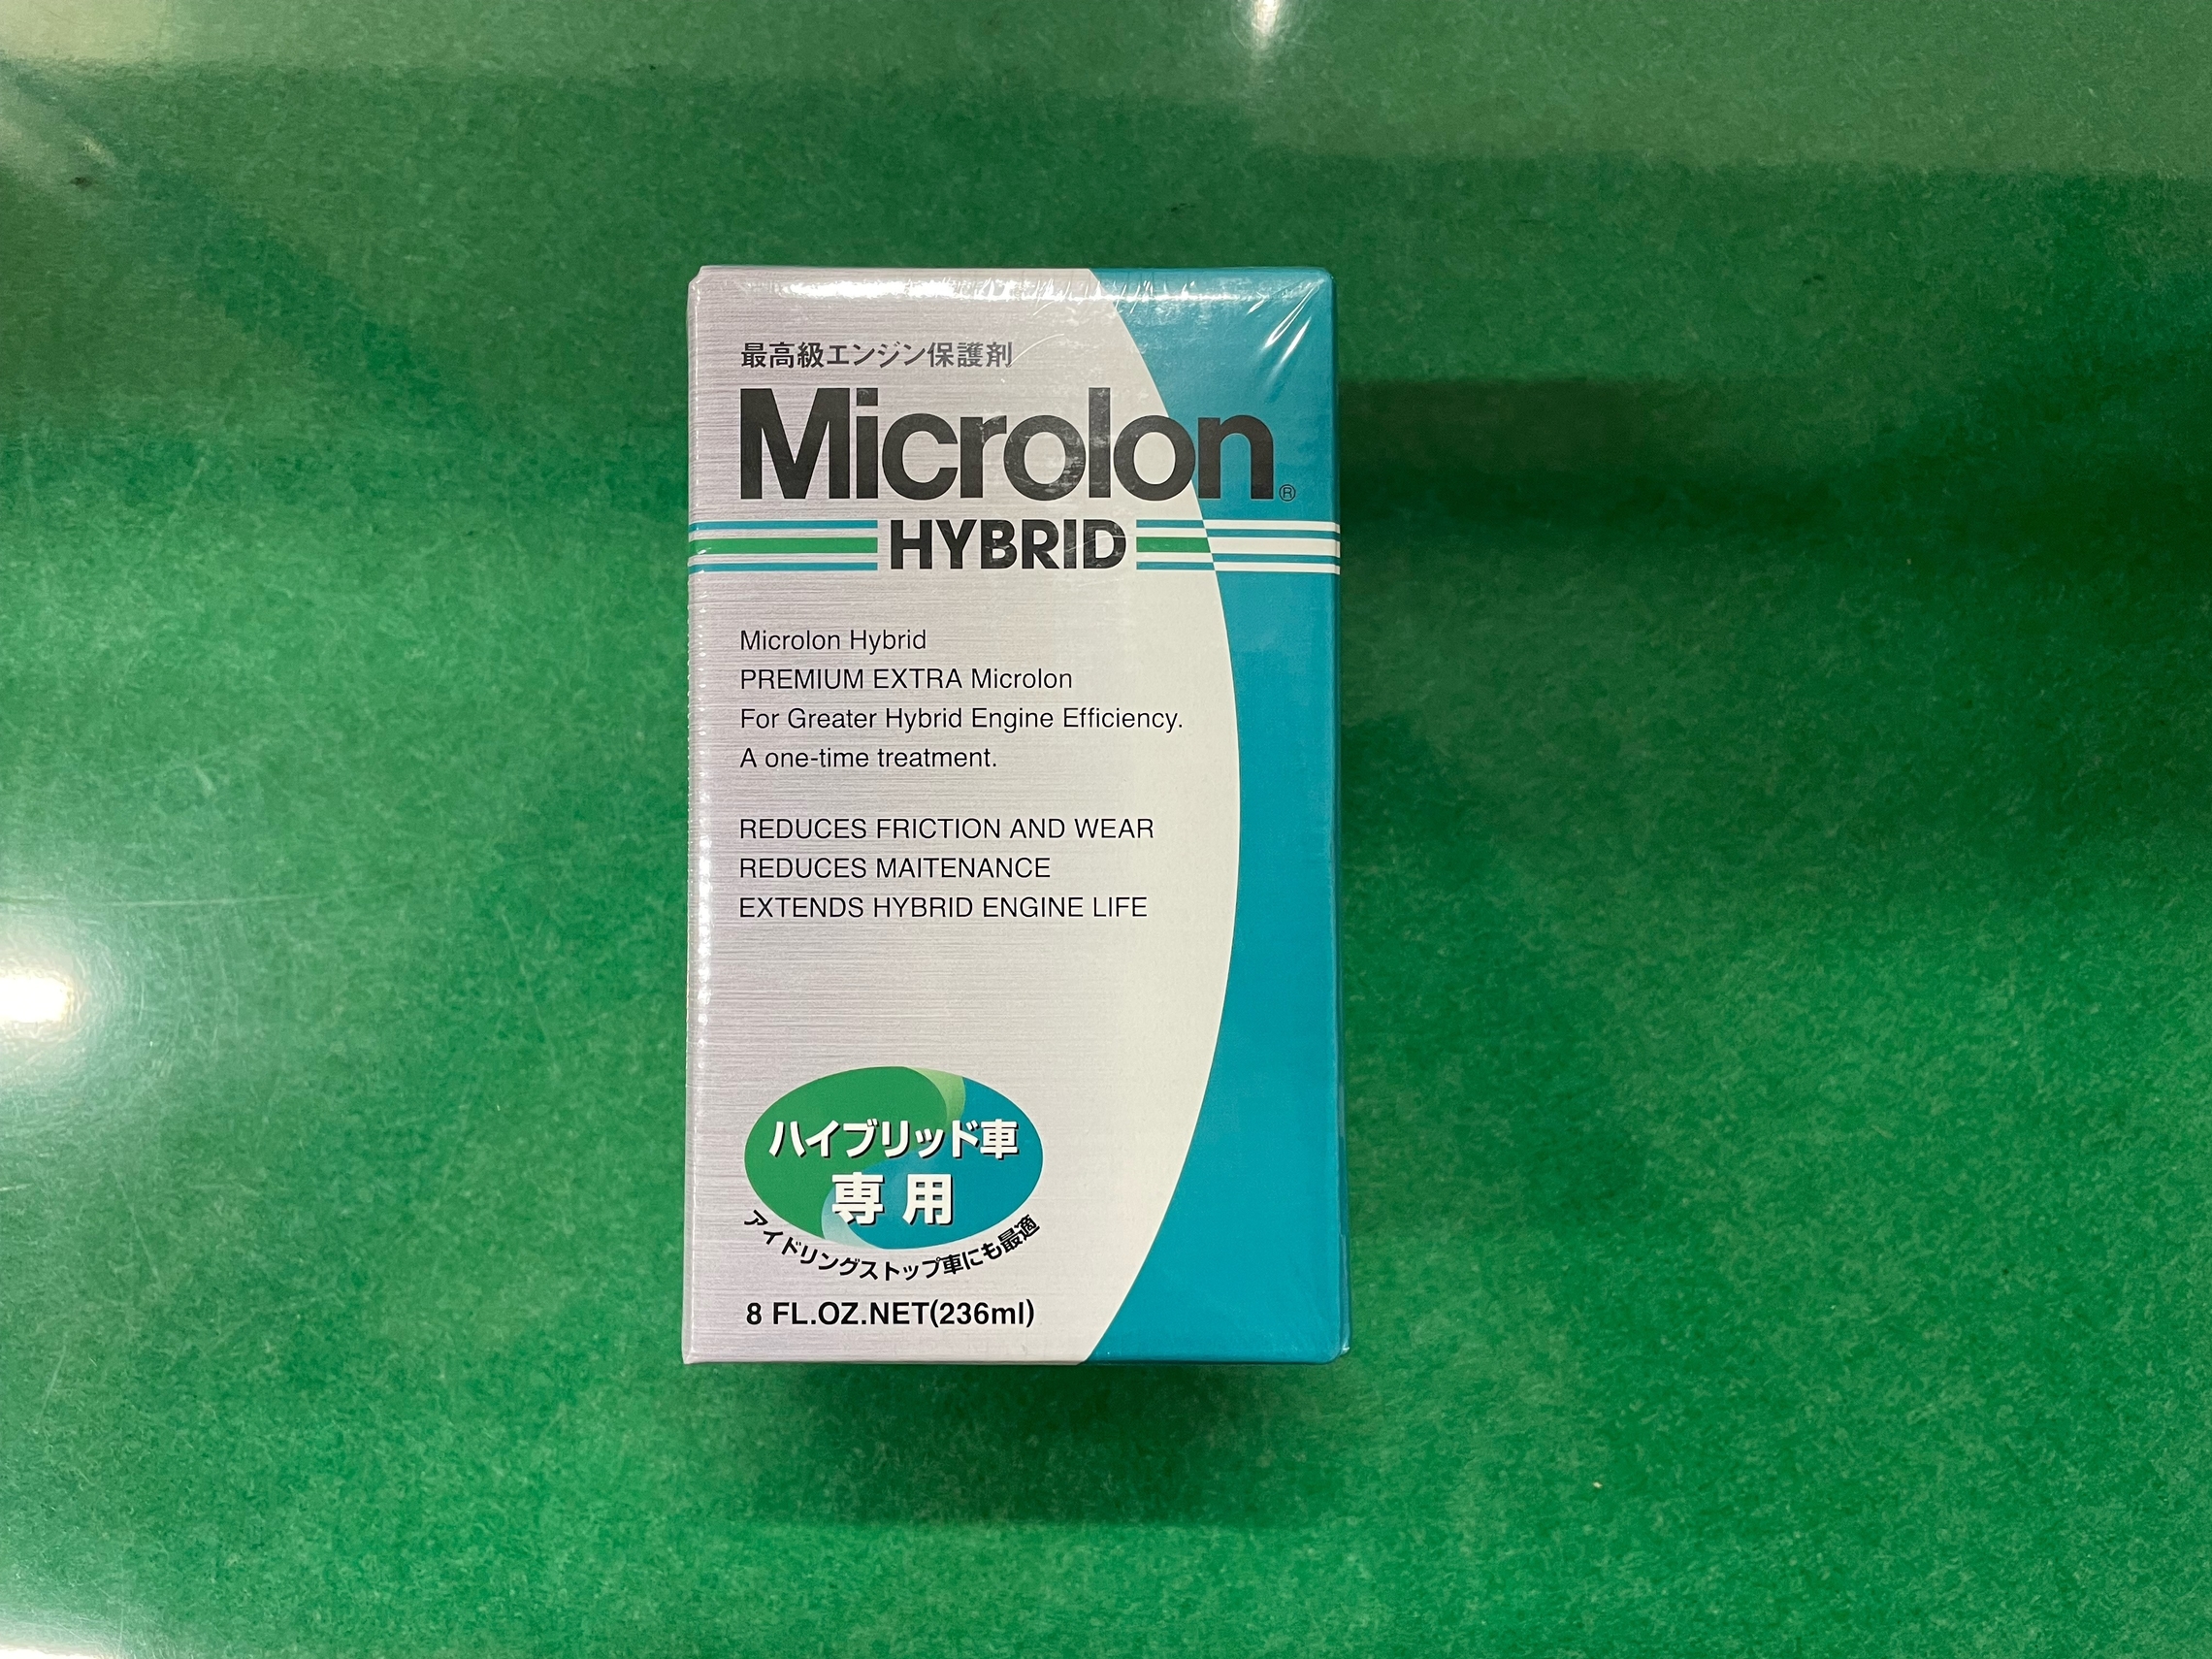 最高級エンジン保護剤
Microlon®
HYBRID
Microlon Hybrid
PREMIUM EXTRA Microlon
For Greater Hybrid Engine Efficiency.
A one-time treatment.
REDUCES FRICTION AND WEAR
REDUCES MAITENANCE
EXTENDS HYBRID ENGINE LIFE
ハイブリッド車
専用
アイドリングストップ車にも最適
8 FL.OZ.NET(236ml)